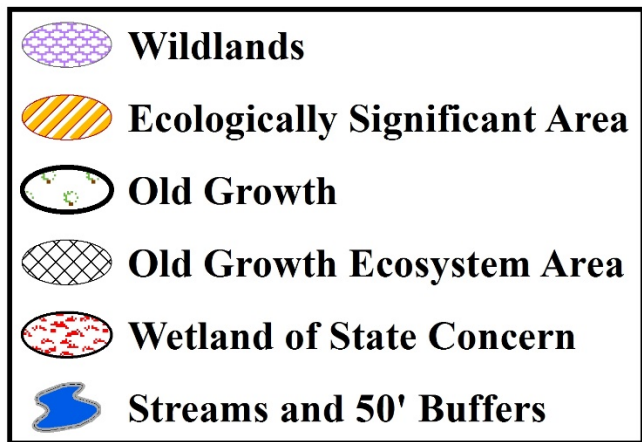 Wildlands
Ecologically Significant Area
Old Growth
Old Growth Ecosystem Area
Wetland of State Concern
Streams and 50' Buffers